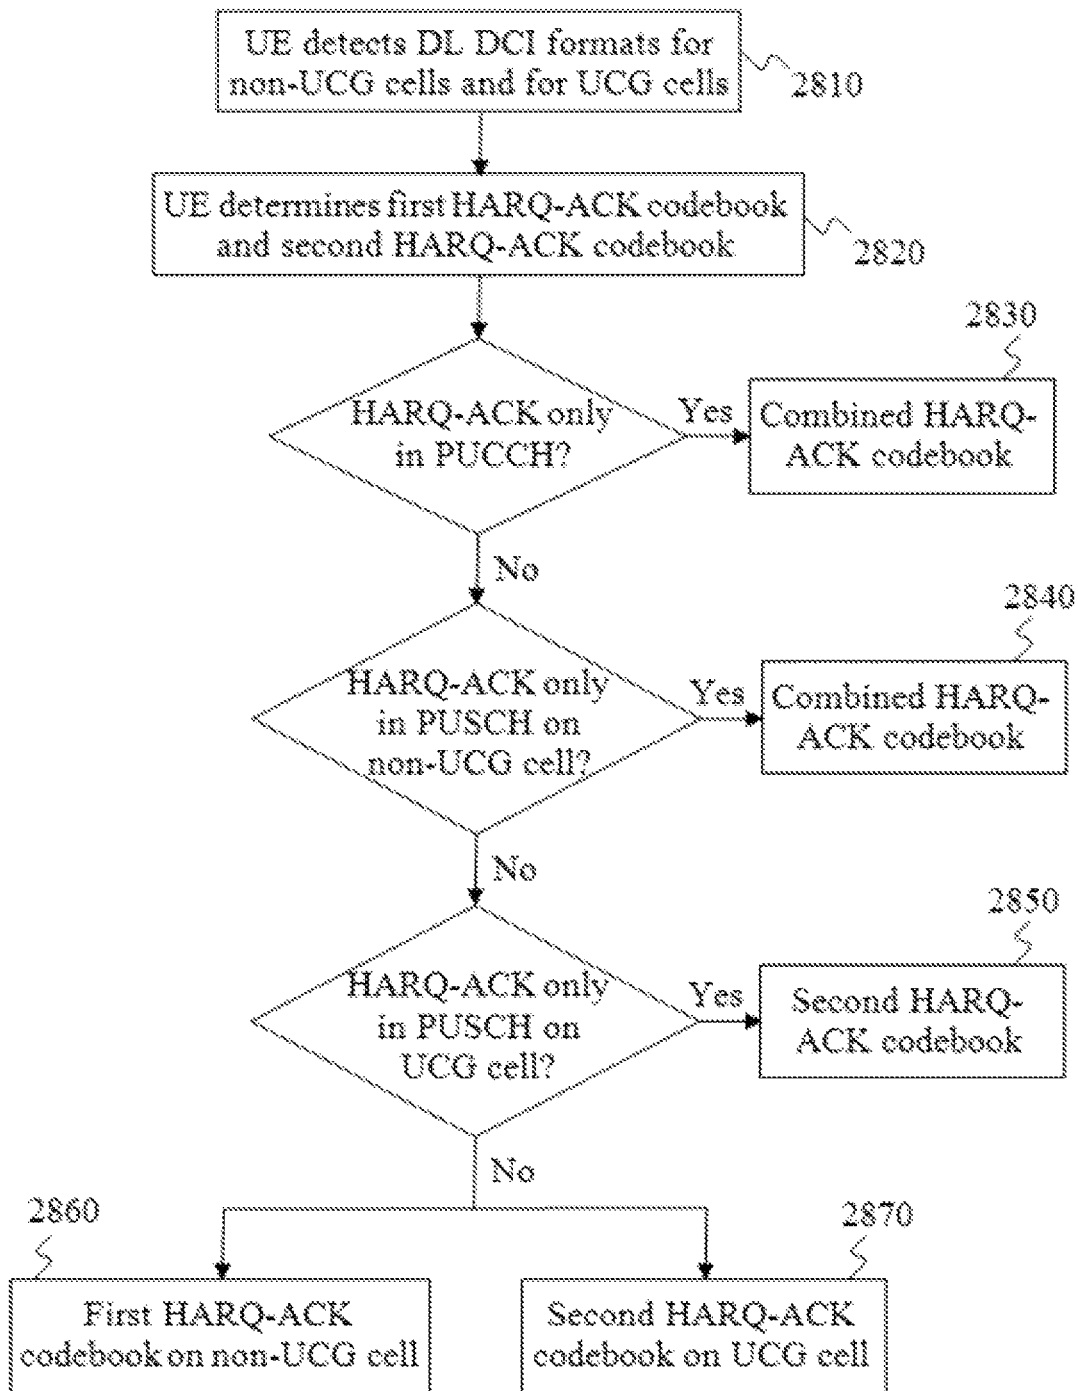 UE detects DL DCI formats for
non-UCG cells and for UCG cells
2810
UE determines first HARQ-ACK codebook
and second HARQ-ACK codebook
2820
2830
HARQ-ACK only
in PUCCH?
Yes
Combined HARQ-
ACK codebook
No
2840
HARQ-ACK only
in PUSCH on
non-UCG cell?
Yes
Combined HARQ-
ACK codebook
No
2850
HARQ-ACK only
in PUSCH on
UCG cell?
Yes
Second HARQ-
ACK codebook
No
2860
2870
First HARQ-ACK
codebook on non-UCG cell
Second HARQ-ACK
codebook on UCG cell